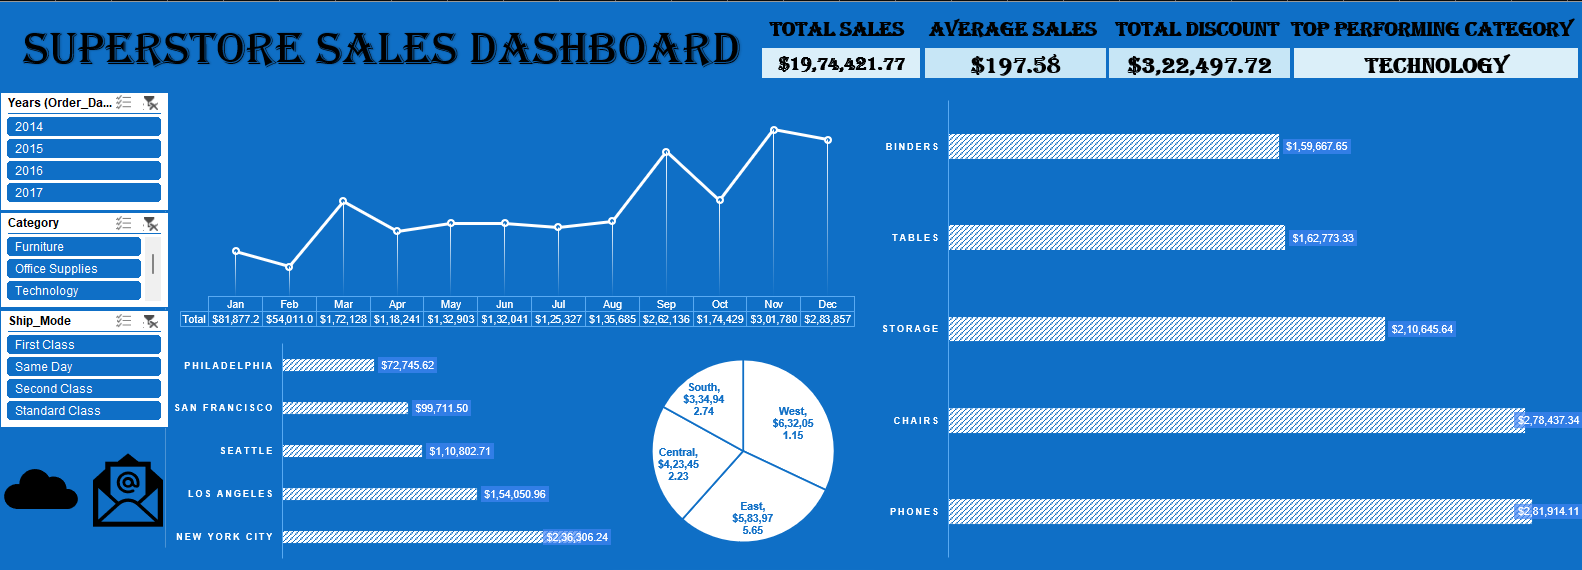 SUPERSTORE SALES DASHBOARD
TOTAL SALES
$19,74,421.77
AVERAGE SALES
$197.58
TOTAL DISCOUNT
$3,22,497.72
TOP PERFORMING CATEGORY
TECHNOLOGY
Years (Order_Da...
2014
2015
2016
2017
Category
Furniture
Office Supplies
Technology
Ship_Mode
First Class
Same Day
Second Class
Standard Class
Jan Feb Mar Apr May Jun Jul Aug Sep Oct Nov Dec
Total $81,877.2 $54,011.0 $1,72,128 $1,18,241 $1,32,903 $1,32,041 $1,25,327 $1,35,685 $2,62,136 $1,74,429 $3,01,780 $2,83,857
PHILADELPHIA $72,745.62
SAN FRANCISCO $99,711.50
SEATTLE $1,10,802.71
LOS ANGELES $1,54,050.96
NEW YORK CITY $2,36,306.24
South,
$3,34,94
2.74
West,
$6,32,05
1.15
Central,
$4,23,45
2.23
East,
$5,83,97
5.65
BINDERS $1,59,667.65
TABLES $1,62,773.33
STORAGE $2,10,645.64
CHAIRS $2,78,437.34
PHONES $2,81,914.11
@